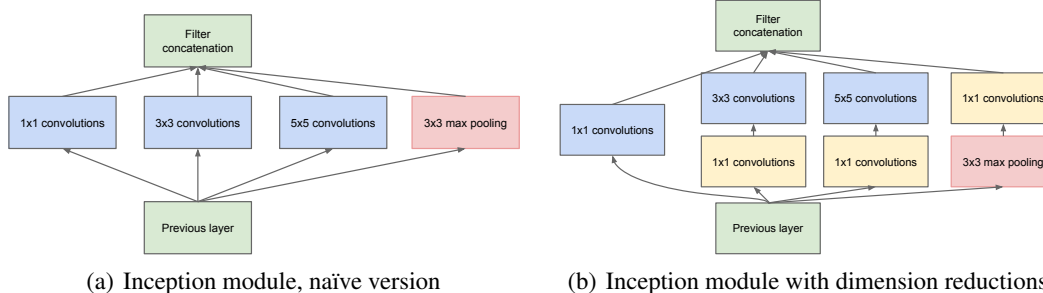 Filter
concatenation
1x1 convolutions
3x3 convolutions
5x5 convolutions
3x3 max pooling
Previous layer
(a) Inception module, naïve version
Filter
concatenation
3x3 convolutions
5x5 convolutions
1x1 convolutions
1x1 convolutions
1x1 convolutions
1x1 convolutions
3x3 max pooling
Previous layer
(b) Inception module with dimension reductions